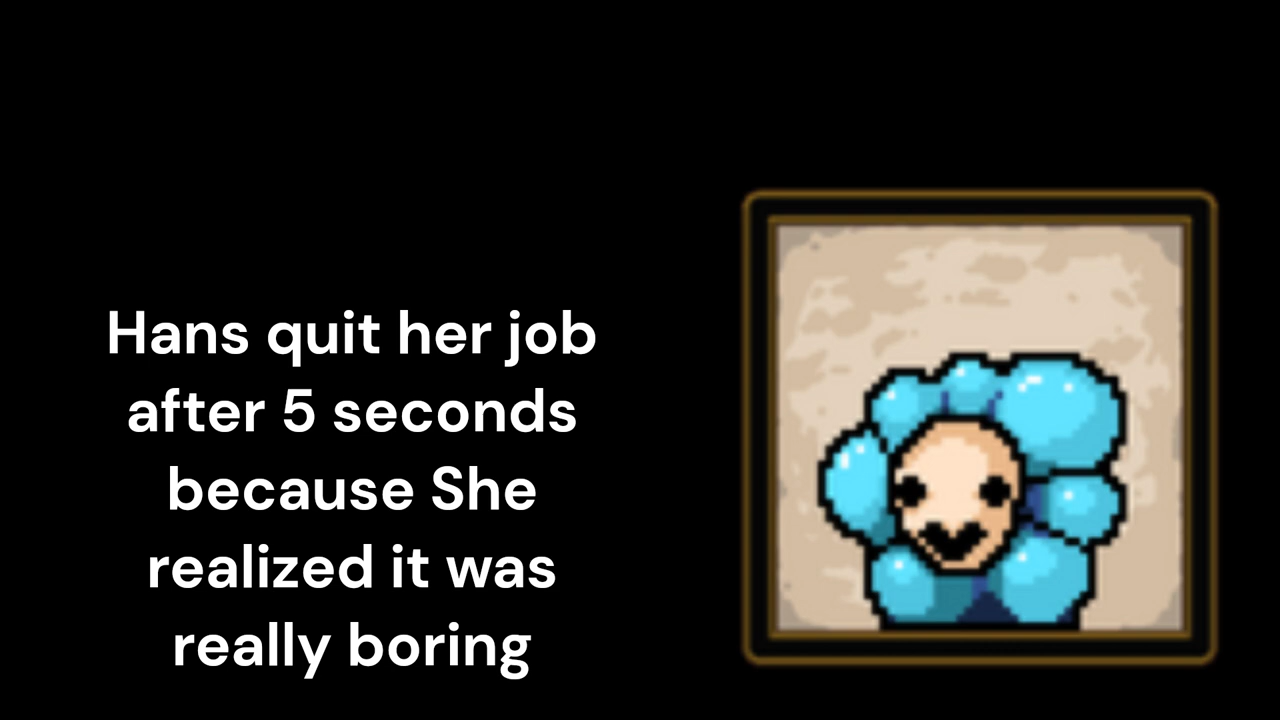 Hans quit her job
after 5 seconds
because She
realized it was
really boring